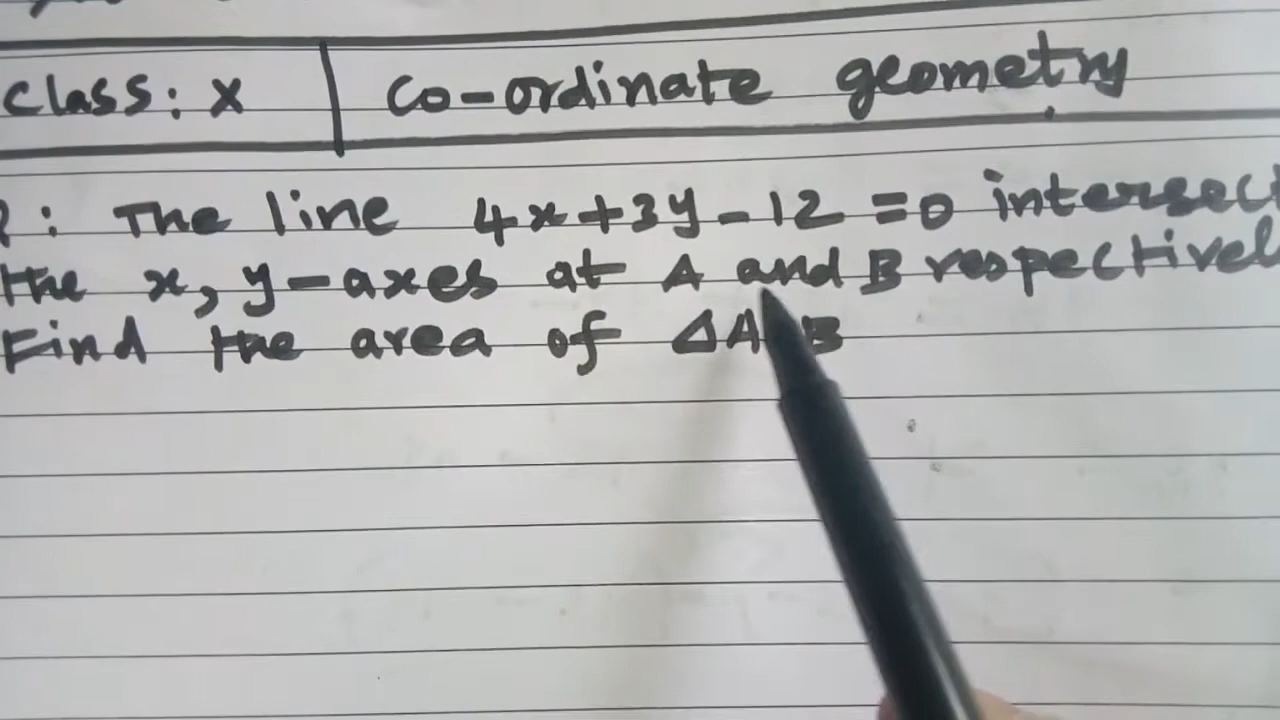 class: x | co-ordinate geometry
: The line 4x+3y-12=0 intersect
the x, y-axes at A and B respectivel
Find the area of ΔA B